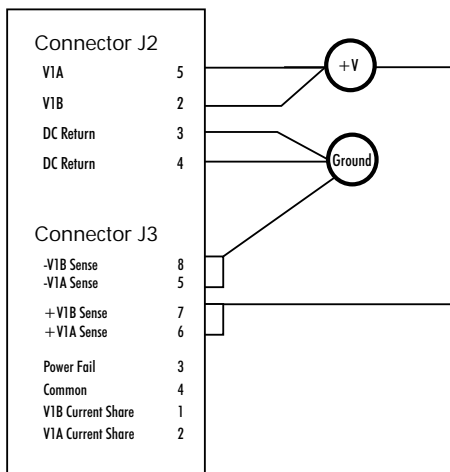 Connector J2
V1A 5
V1B 2
DC Return 3
DC Return 4
+V
Ground
Connector J3
-V1B Sense 8
-V1A Sense 5
+V1B Sense 7
+V1A Sense 6
Power Fail 3
Common 4
V1B Current Share 1
V1A Current Share 2